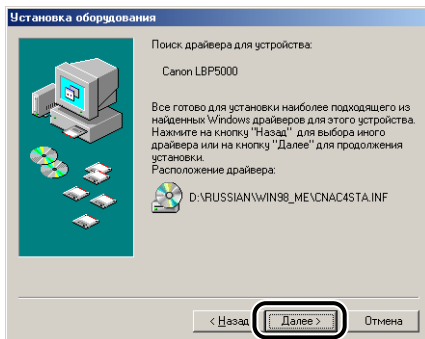 Установка оборудования
Поиск драйвера для устройства:
Canon LBP5000
Все готово для установки наиболее подходящего из
найденных Windows драйверов для этого устройства.
Нажмите на кнопку "Назад" для выбора иного
драйвера или на кнопку "Далее" для продолжения
установки.
Расположение драйвера:
D:\RUSSIAN\WIN98_ME\CNAC4STA.INF
< Назад
Далее >
Отмена